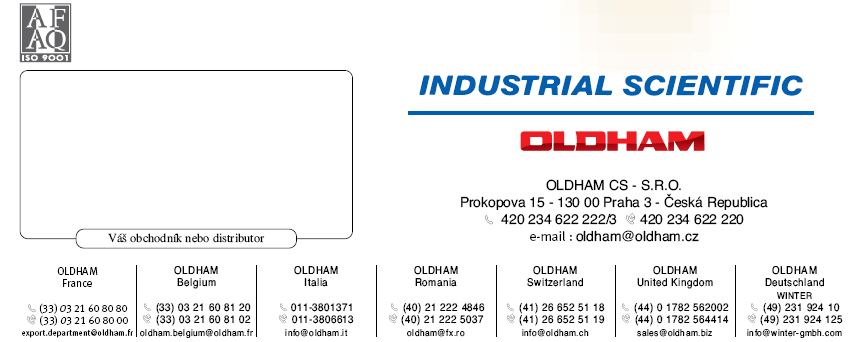 AF
AQ
ISO 9001
INDUSTRIAL SCIENTIFIC
OLDHAM
OLDHAM CS - S.R.O.
Prokopova 15 - 130 00 Praha 3 - Česká Republica
420 234 622 222/3 420 234 622 220
e-mail : oldham@oldham.cz
Váš obchodník nebo distributor
OLDHAM
France
(33) 03 21 60 80 80
(33) 03 21 60 80 00
export.department@oldham.fr
OLDHAM
Belgium
(33) 03 21 60 81 20
(33) 03 21 60 81 02
oldham.belgium@oldham.fr
OLDHAM
Italia
011-3801371
011-3806613
info@oldham.it
OLDHAM
Romania
(40) 21 222 4846
(40) 21 222 5037
oldham@fx.ro
OLDHAM
Switzerland
(41) 26 652 51 18
(41) 26 652 51 19
info@oldham.ch
OLDHAM
United Kingdom
(44) 0 1782 562002
(44) 0 1782 564414
sales@oldham.biz
OLDHAM
Deutschland
WINTER
(49) 231 924 10
(49) 231 924 125
info@winter-gmbh.com